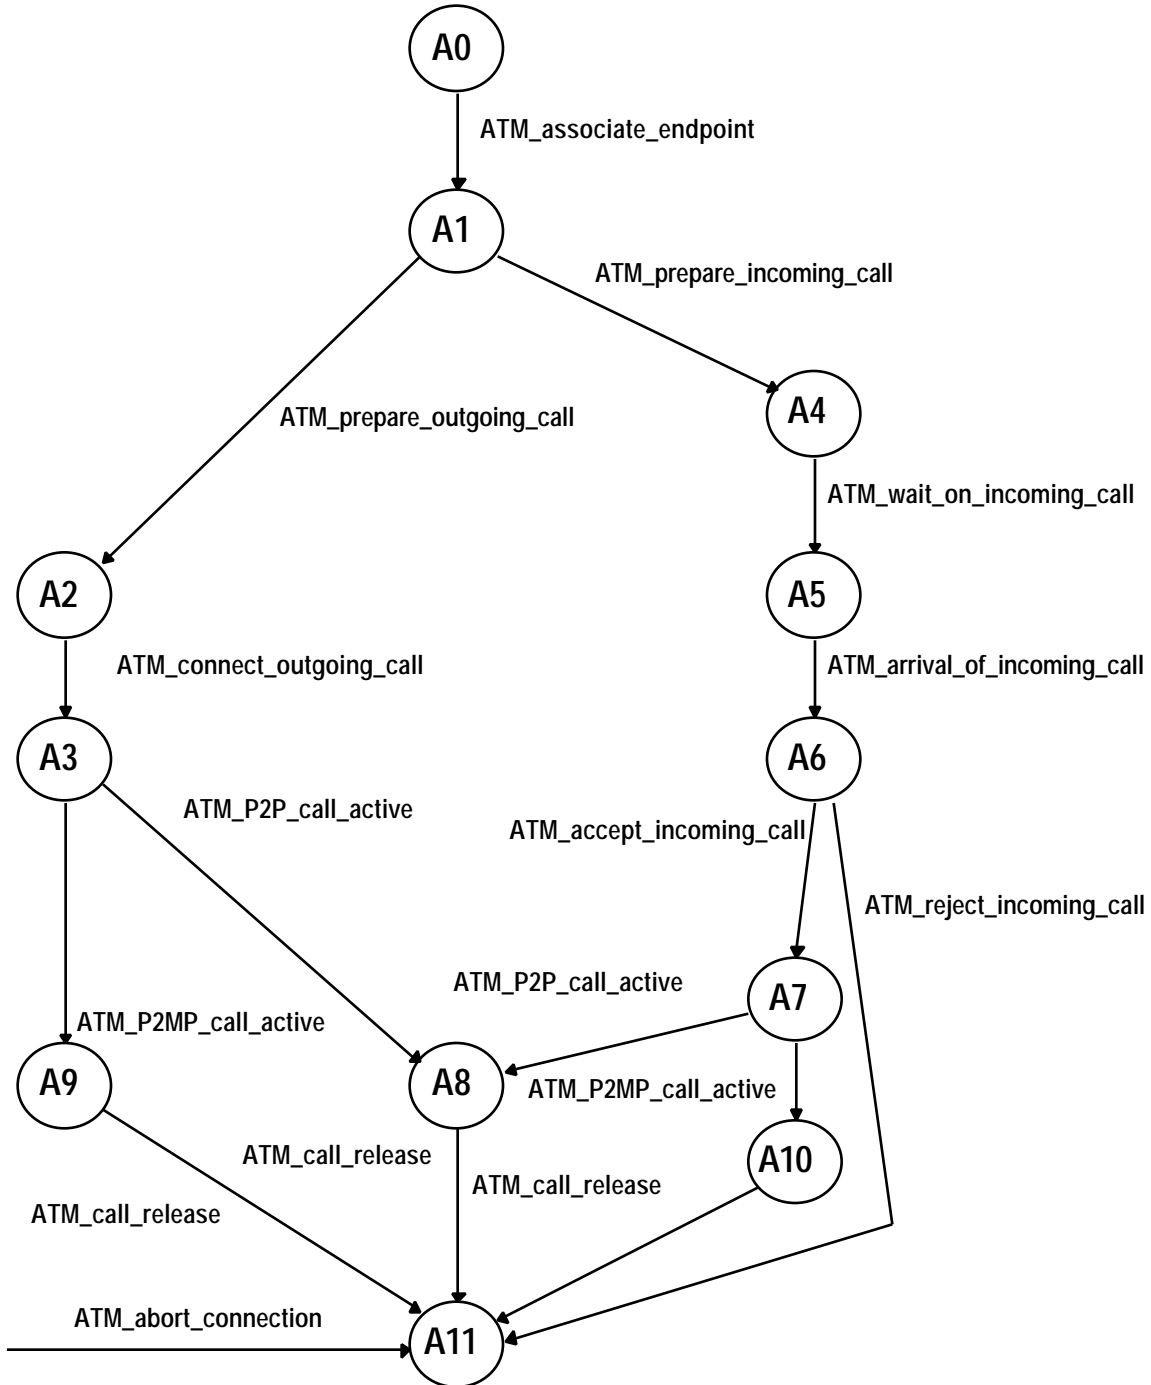 A0
ATM_associate_endpoint
A1
ATM_prepare_incoming_call
ATM_prepare_outgoing_call
A4
ATM_wait_on_incoming_call
A2
A5
ATM_connect_outgoing_call
ATM_arrival_of_incoming_call
A3
A6
ATM_P2P_call_active
ATM_accept_incoming_call
ATM_reject_incoming_call
ATM_P2P_call_active
A7
ATM_P2MP_call_active
A9
A8
ATM_P2MP_call_active
ATM_call_release
A10
ATM_call_release
ATM_call_release
ATM_abort_connection
A11